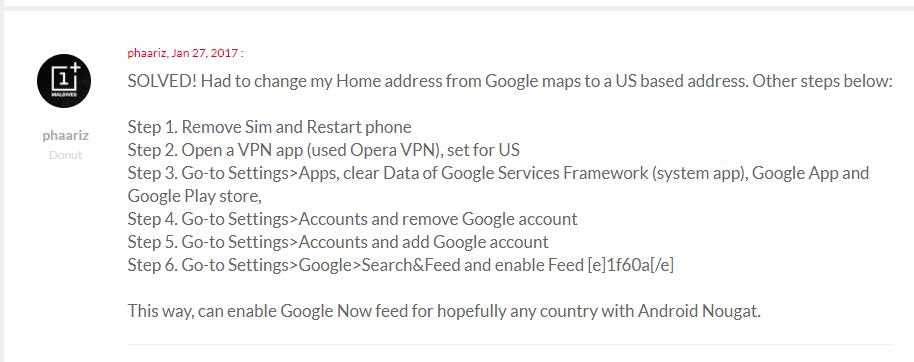 phaariz, Jan 27, 2017 :
SOLVED! Had to change my Home address from Google maps to a US based address. Other steps below:
1+
MALDIVES
phaariz
Donut
Step 1. Remove Sim and Restart phone
Step 2. Open a VPN app (used Opera VPN), set for US
Step 3. Go-to Settings>Apps, clear Data of Google Services Framework (system app), Google App and
Google Play store,
Step 4. Go-to Settings>Accounts and remove Google account
Step 5. Go-to Settings>Accounts and add Google account
Step 6. Go-to Settings>Google>Search&Feed and enable Feed [e]1f60a[/e]
This way, can enable Google Now feed for hopefully any country with Android Nougat.